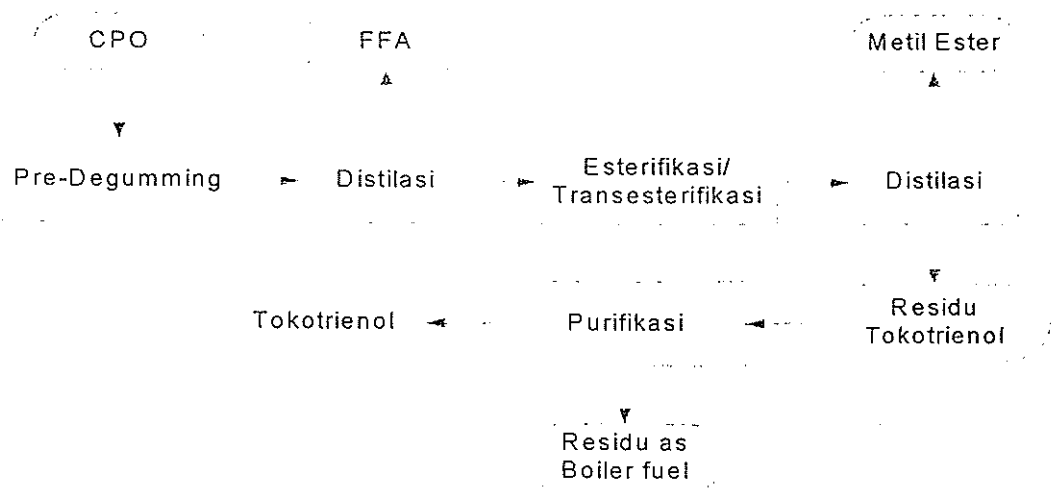 CPO
FFA
Metil Ester
Pre-Degumming
Distilasi
Esterifikasi/
Transesterifikasi
Distilasi
Tokotrienol
Purifikasi
Residu
Tokotrienol
Residu as
Boiler fuel